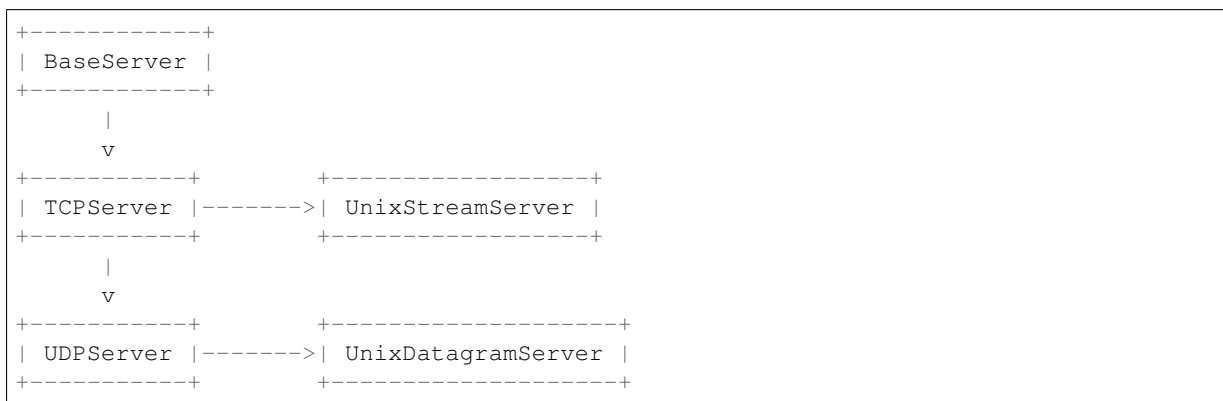 +------------+
| BaseServer |
+------------+
      |
      v
+-----------+        +------------------+
| TCPServer |------->| UnixStreamServer |
+-----------+        +------------------+
      |
      v
+-----------+        +--------------------+
| UDPServer |------->| UnixDatagramServer |
+-----------+        +--------------------+